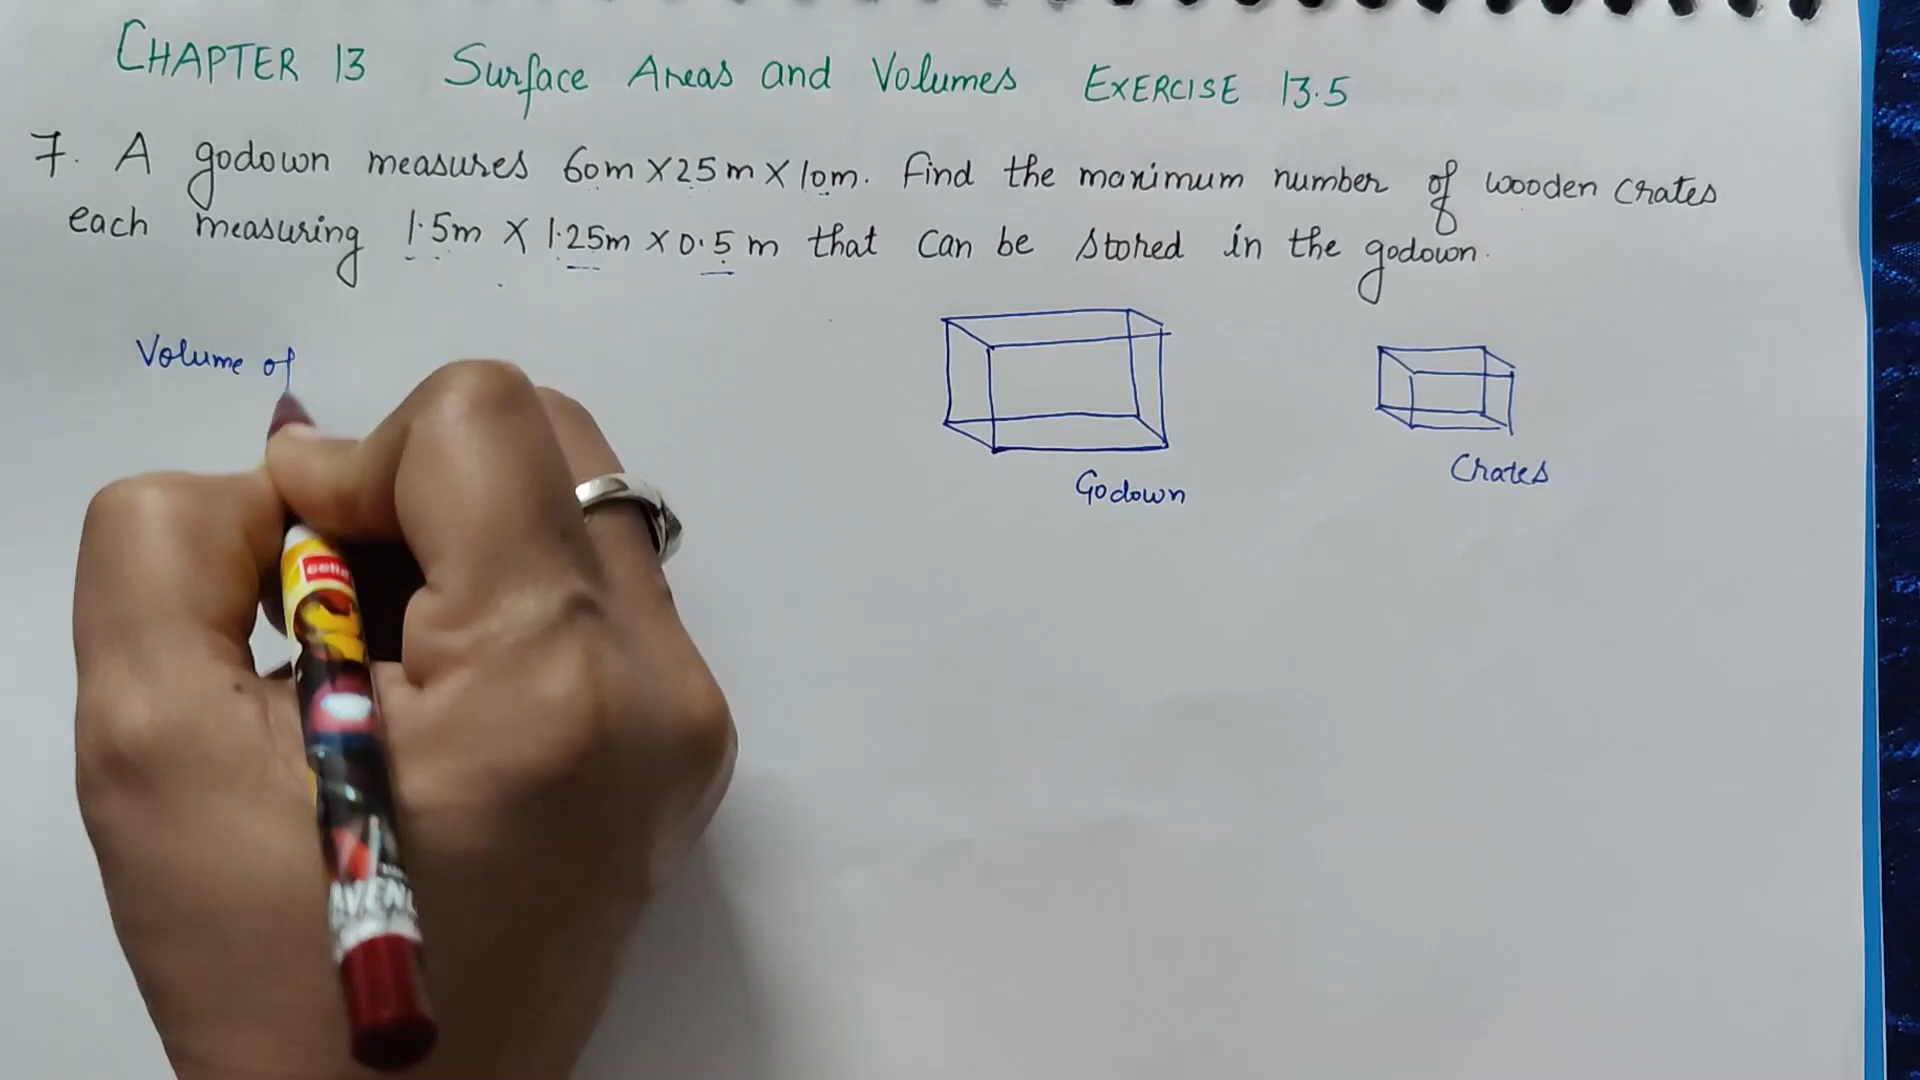 CHAPTER 13 Surface Areas and Volumes EXERCISE 13.5
7. A godown measures 60m X 25m X 10m. Find the maximum number of wooden crates
each measuring 1.5m X 1.25m X 0.5m that can be stored in the godown.
Volume of
Godown
Crates
cello
AVEN